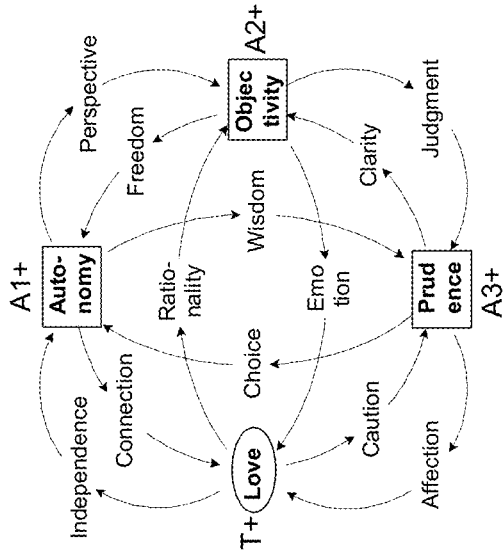 A1+
Auto-
nomy
Independence
Perspective
Connection
Freedom
Ratio-
nality
T+
Love
Choice
Wisdom
Objec
tivity
A2+
Emo
tion
Caution
Clarity
Affection
Judgment
Prud
ence
A3+